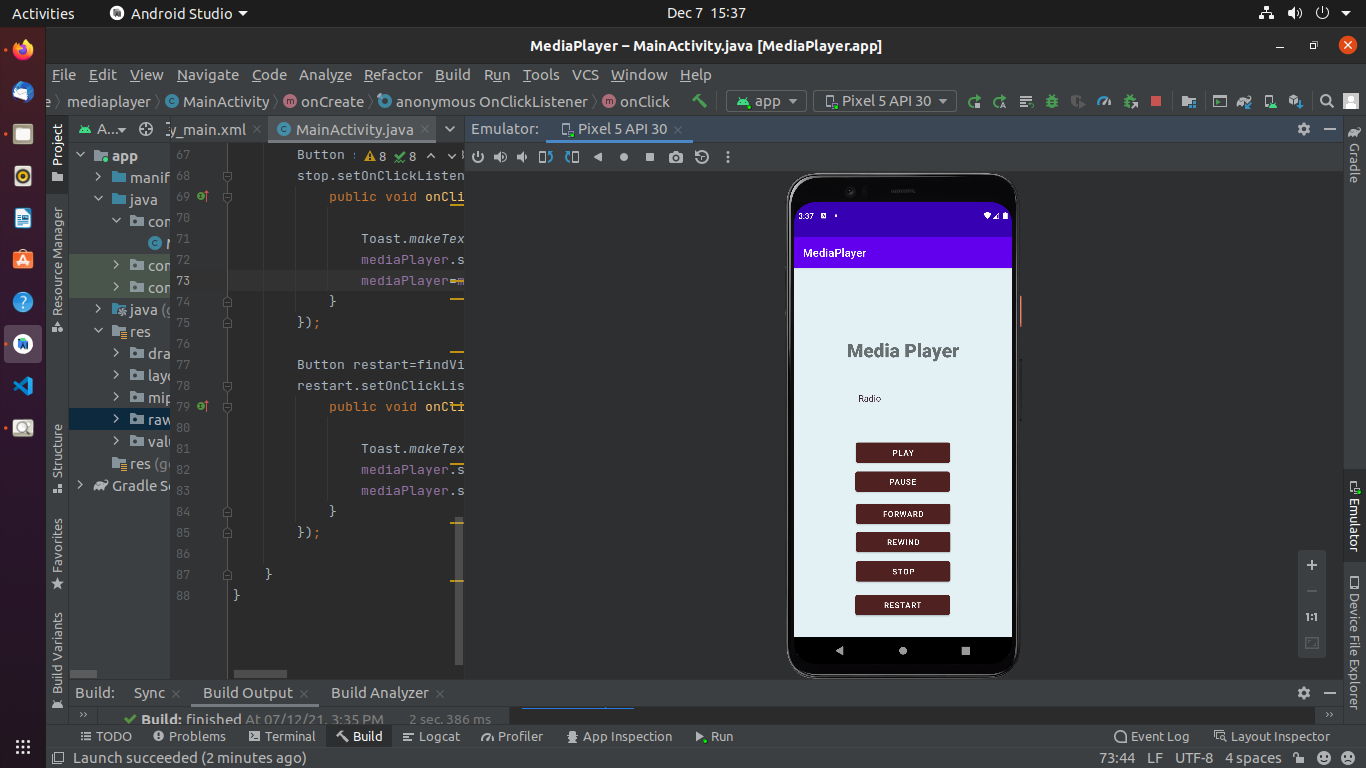 Activities
Android Studio
Dec 7 15:37
MediaPlayer – MainActivity.java [MediaPlayer.app]
File Edit View Navigate Code Analyze Refactor Build Run Tools VCS Window Help
e mediaplayer MainActivity onCreate anonymous OnClickListener onClick
app
Pixel 5 API 30
Project
A...
y_main.xml
MainActivity.java
Emulator:
Pixel 5 API 30
Gradle
Resource Manager
Structure
Favorites
Build Variants
app
manif
java
con
con
con
java (g
res
dra
layo
mip
raw
valu
res (ge
Gradle Sc
8 8
67 Button s
68 stop.setOnClickListen
69 public void onCli
70
71 Toast.makeTex
72 mediaPlayer.s
73 mediaPlayer=m
74 }
75 });
76
77 Button restart=findVi
78 restart.setOnClickLis
79 public void onCli
80
81 Toast.makeTex
82 mediaPlayer.s
83 mediaPlayer.s
84 }
85 });
86
87 }
88 }
3:37
MediaPlayer
Media Player
Radio
PLAY
PAUSE
FORWARD
REWIND
STOP
RESTART
1:1
Emulator
Device File Explorer
Build:
Sync
Build Output
Build Analyzer
Build: finished At 07/12/21, 3:35 PM 2 sec, 386 ms
TODO
Problems
Terminal
Build
Logcat
Profiler
App Inspection
Run
Event Log
Layout Inspector
Launch succeeded (2 minutes ago)
73:44 LF UTF-8 4 spaces